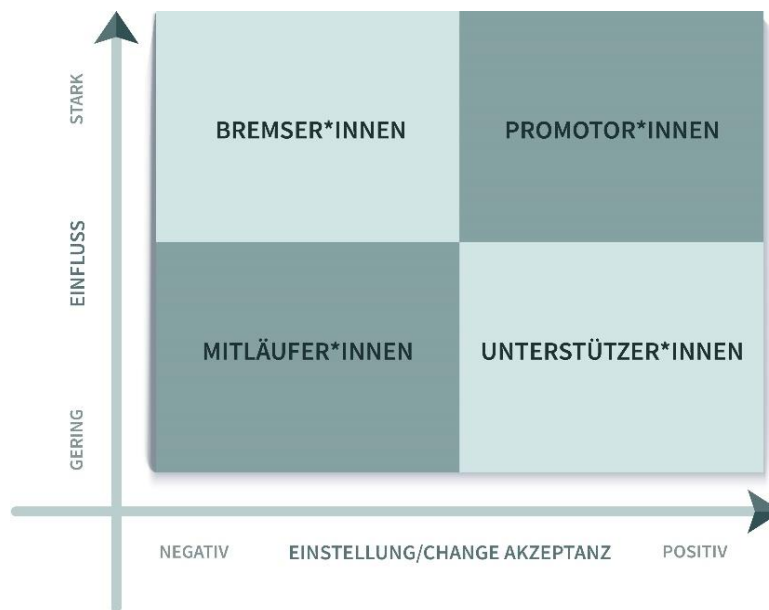 STARK
BREMSER*INNEN
PROMOTOR*INNEN
EINFLUSS
MITLÄUFER*INNEN
UNTERSTÜTZER*INNEN
GERING
NEGATIV
EINSTELLUNG/CHANGE AKZEPTANZ
POSITIV